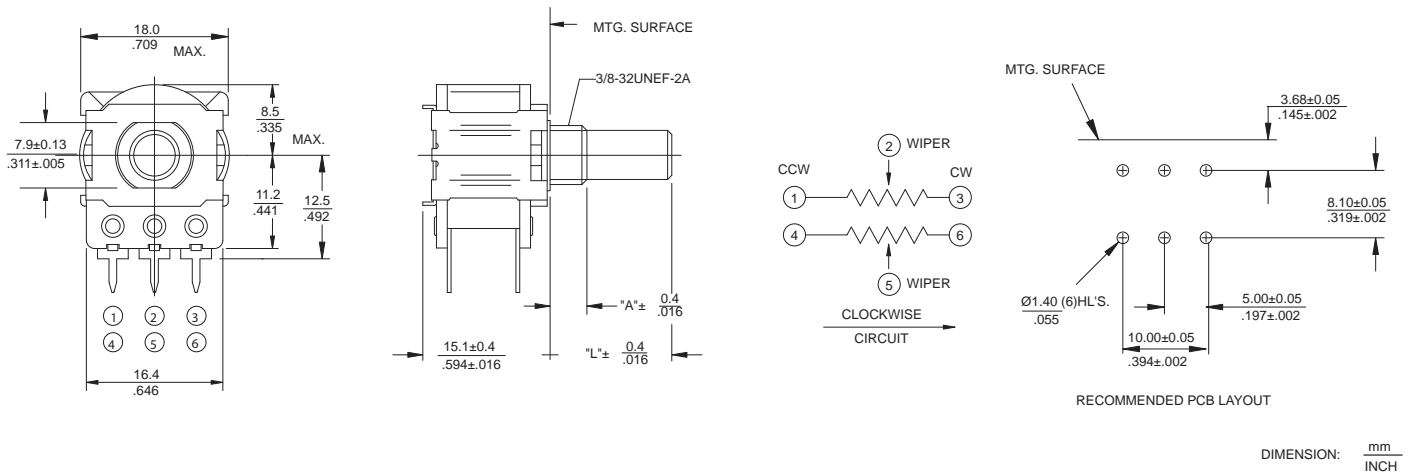 18.0
.709
MAX.
7.9±0.13
.311±.005
8.5
.335
MAX.
11.2
.441
12.5
.492
1 2 3
4 5 6
16.4
.646
MTG. SURFACE
3/8-32UNEF-2A
"A"± 0.4
.016
15.1±0.4
.594±.016
"L"± 0.4
.016
2 WIPER
CCW
CW
1
3
4
6
5 WIPER
CLOCKWISE
CIRCUIT
MTG. SURFACE
3.68±0.05
.145±.002
8.10±0.05
.319±.002
Ø1.40 (6)HL'S.
.055
5.00±0.05
.197±.002
10.00±0.05
.394±.002
RECOMMENDED PCB LAYOUT
DIMENSION: mm
INCH